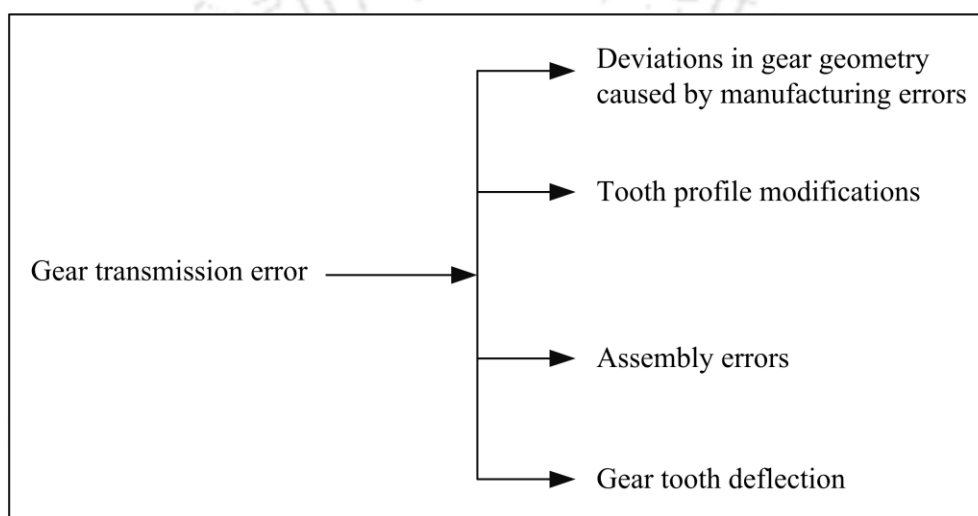 Deviations in gear geometry
caused by manufacturing errors
Tooth profile modifications
Gear transmission error
Assembly errors
Gear tooth deflection